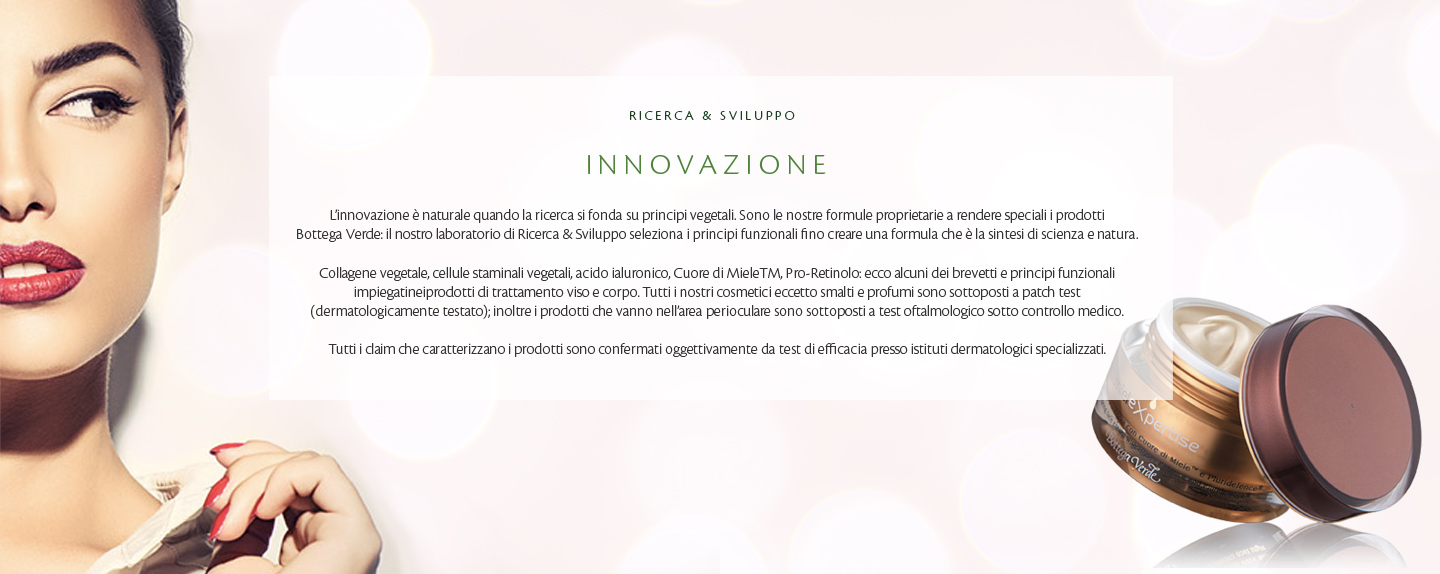 RICERCA & SVILUPPO
INNOVAZIONE
L'innovazione è naturale quando la ricerca si fonda su principi vegetali. Sono le nostre formule proprietarie a rendere speciali i prodotti
Bottega Verde: il nostro laboratorio di Ricerca & Sviluppo seleziona i principi funzionali fino creare una formula che è la sintesi di scienza e natura.
Collagene vegetale, cellule staminali vegetali, acido ialuronico, Cuore di MieleTM, Pro-Retinolo: ecco alcuni dei brevetti e principi funzionali
impiegatineiprodotti di trattamento viso e corpo. Tutti i nostri cosmetici eccetto smalti e profumi sono sottoposti a patch test
(dermatologicamente testato); inoltre i prodotti che vanno nell'area perioculare sono sottoposti a test oftalmologico sotto controllo medico.
Tutti i claim che caratterizzano i prodotti sono confermati oggettivamente da test di efficacia presso istituti dermatologici specializzati.
con Cuore di Miele™ e
Bottega Verde